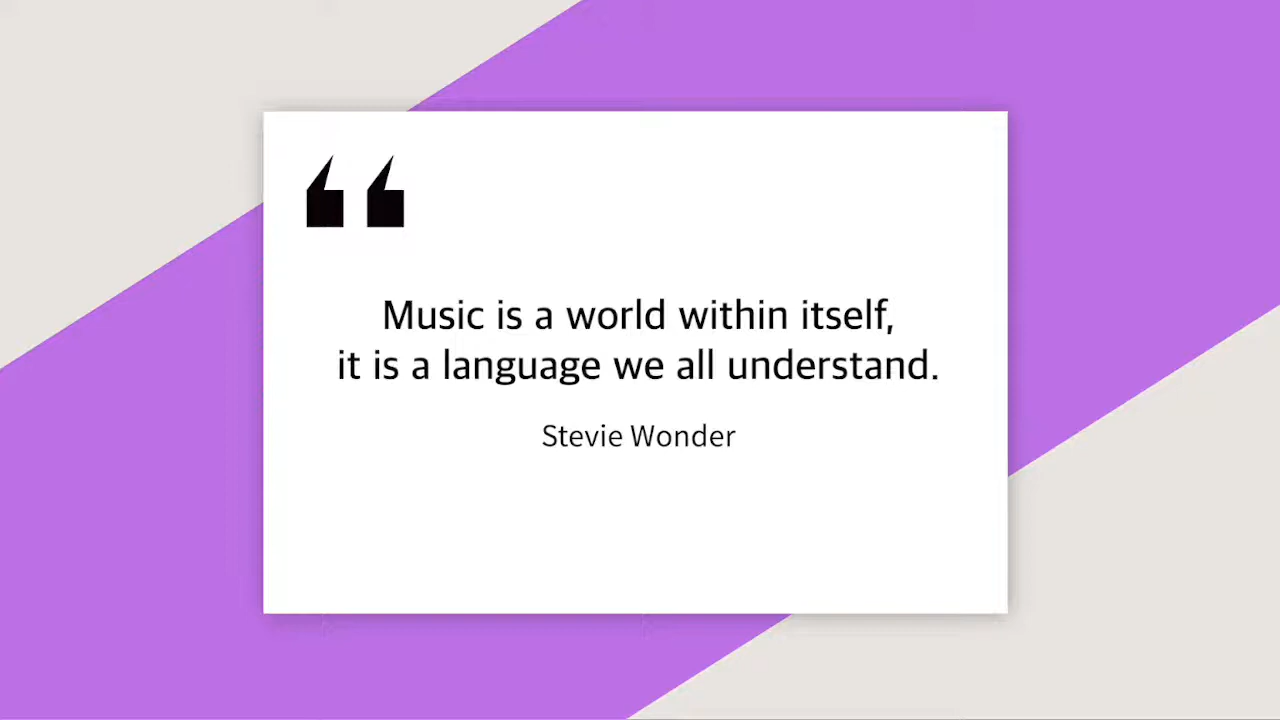 Music is a world within itself,
it is a language we all understand.
Stevie Wonder